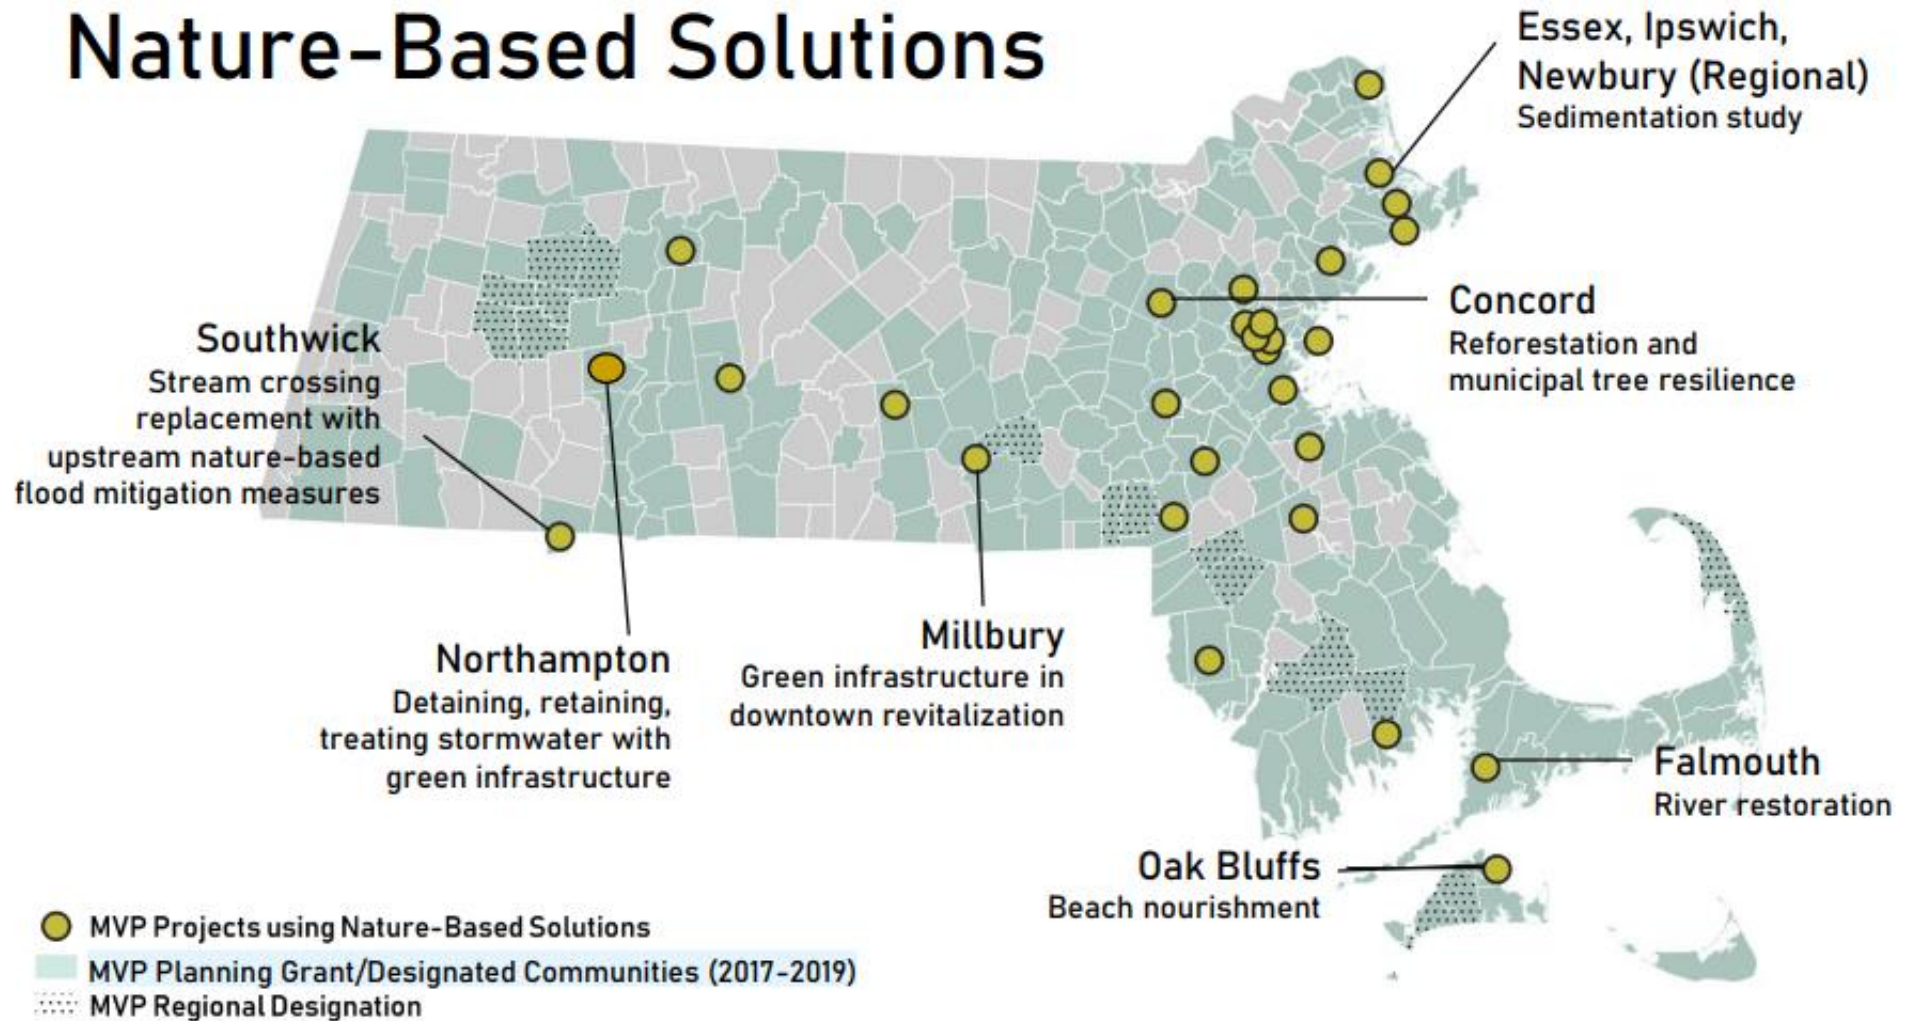 Nature-Based Solutions
Essex, Ipswich,
Newbury (Regional)
Sedimentation study
Concord
Reforestation and
municipal tree resilience
Southwick
Stream crossing
replacement with
upstream nature-based
flood mitigation measures
Northampton
Detaining, retaining,
treating stormwater with
green infrastructure
Millbury
Green infrastructure in
downtown revitalization
Falmouth
River restoration
Oak Bluffs
Beach nourishment
MVP Projects using Nature-Based Solutions
MVP Planning Grant/Designated Communities (2017-2019)
MVP Regional Designation